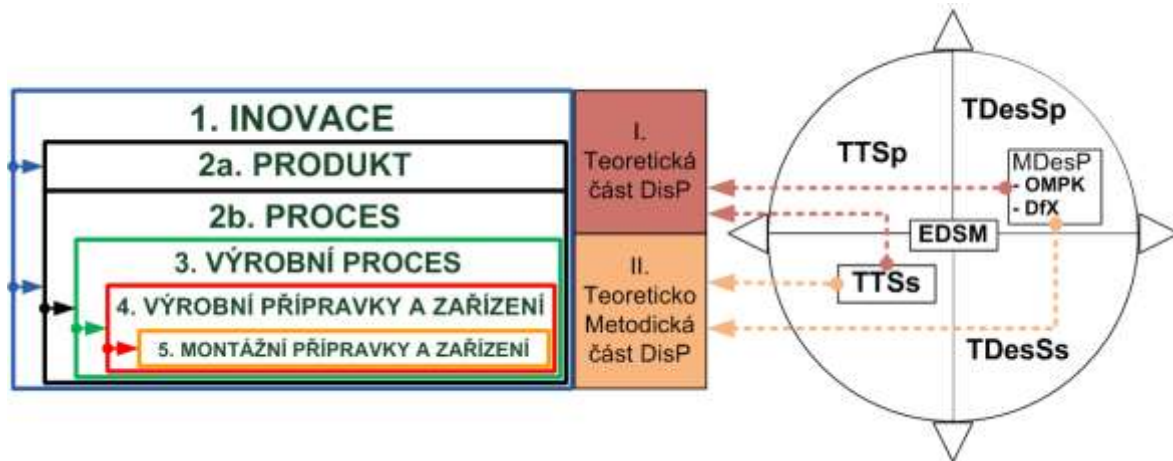 1. INOVACE
2a. PRODUKT
2b. PROCES
3. VÝROBNÍ PROCES
4. VÝROBNÍ PŘÍPRAVKY A ZAŘÍZENÍ
5. MONTÁŽNÍ PŘÍPRAVKY A ZAŘÍZENÍ
I.
Teoretická
část DisP
II.
Teoreticko
Metodická
část DisP
TDesSp
TTSp
MDesP
- OMPK
- DfX
EDSM
TTSs
TDesSs